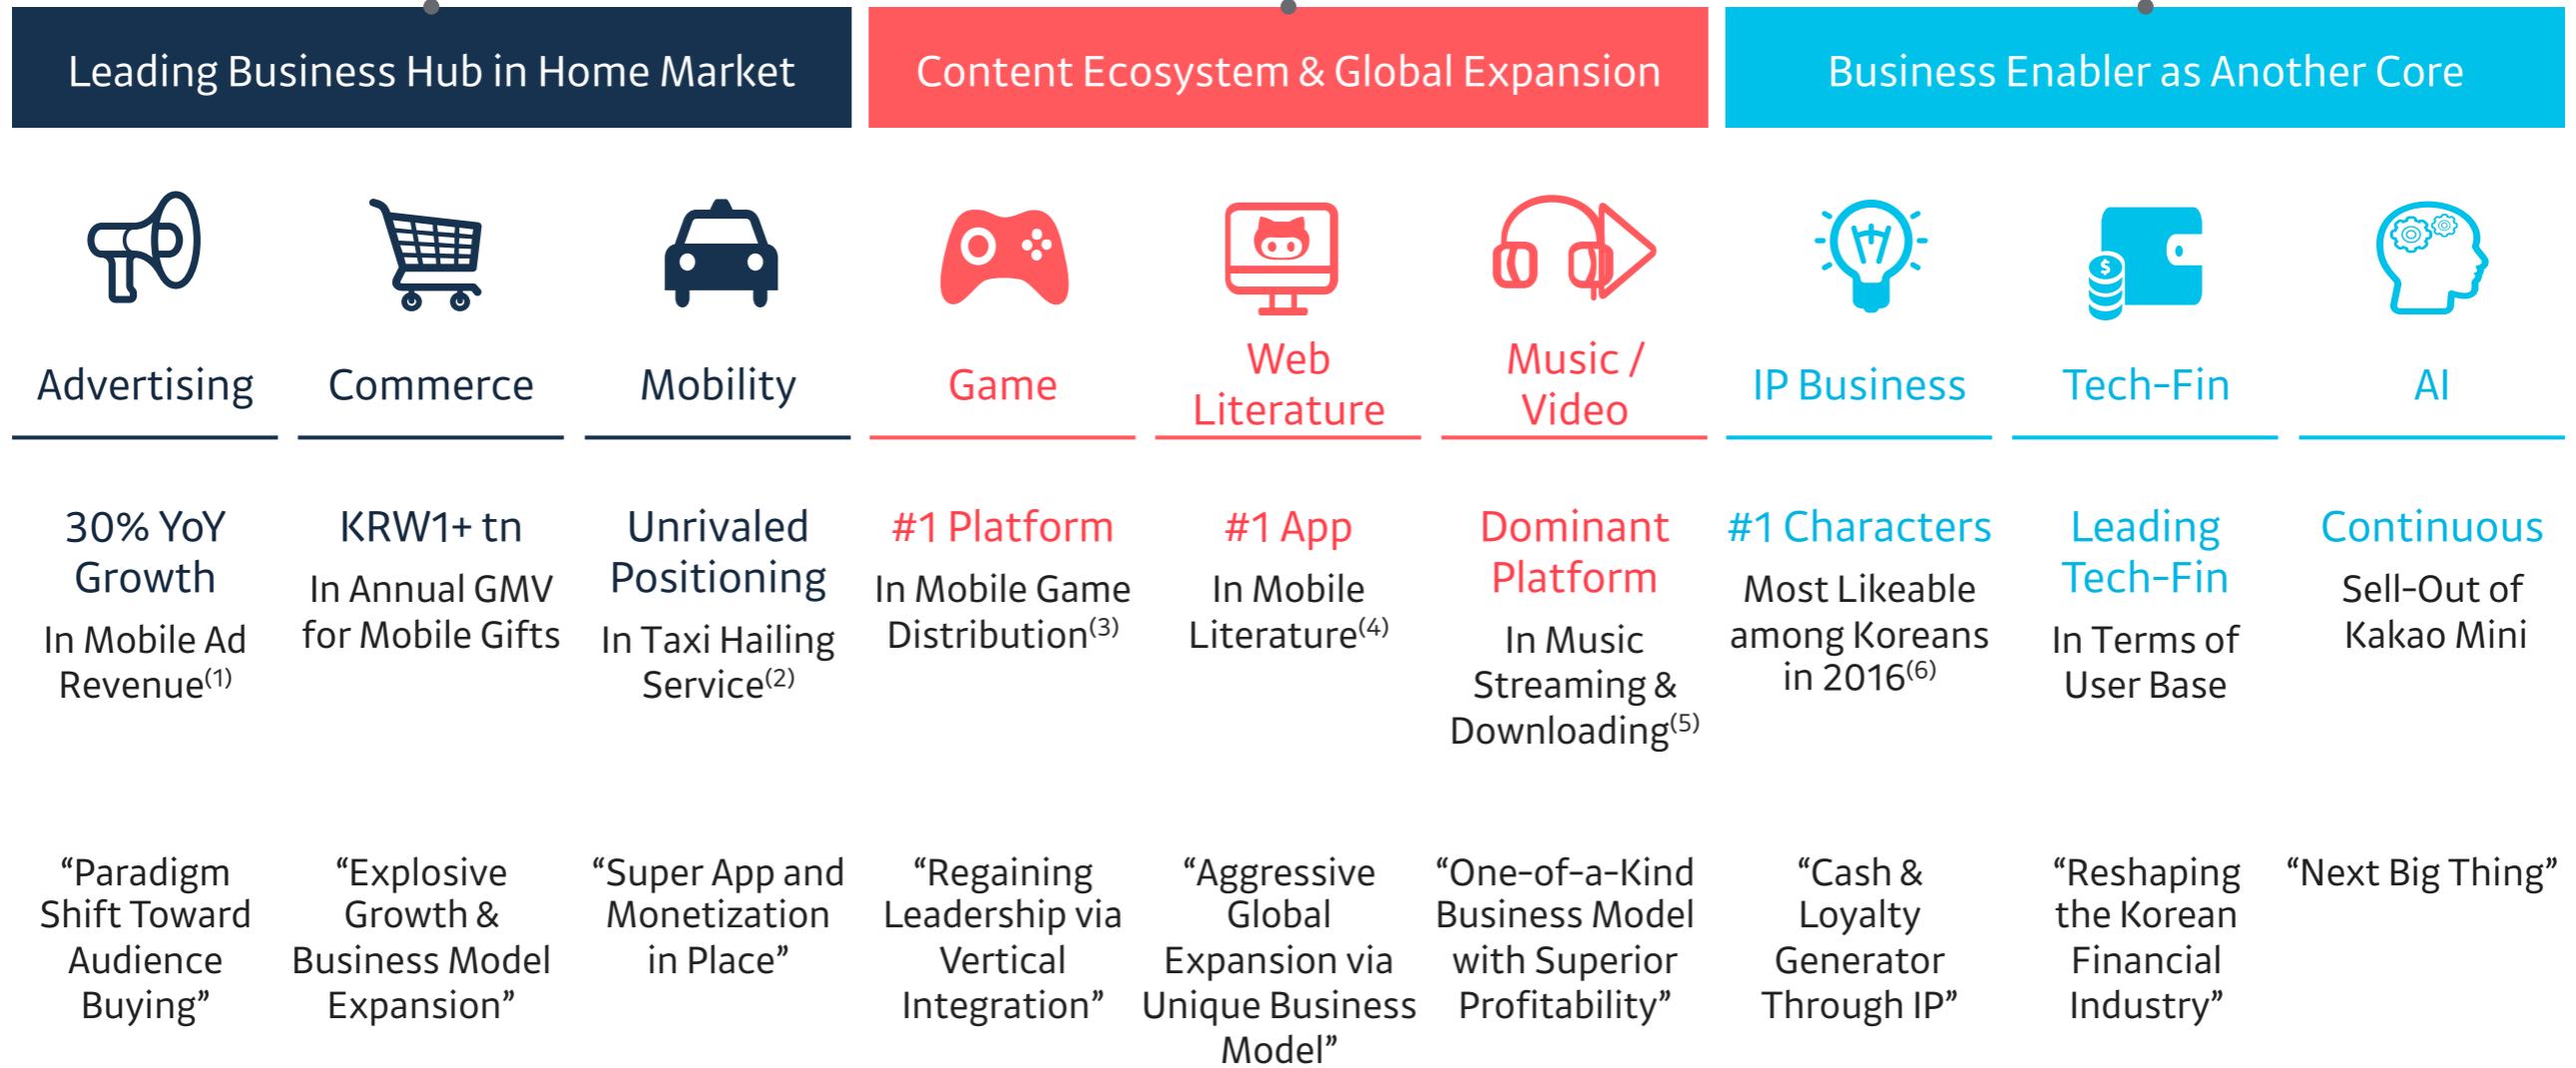 Leading Business Hub in Home Market
Content Ecosystem & Global Expansion
Business Enabler as Another Core
Advertising
Commerce
Mobility
Game
Web
Literature
Music /
Video
IP Business
Tech-Fin
AI
30% YoY
Growth
In Mobile Ad
Revenue(1)
KRW1+ tn
In Annual GMV
for Mobile Gifts
Unrivaled
Positioning
In Taxi Hailing
Service(2)
#1 Platform
In Mobile Game
Distribution(3)
#1 App
In Mobile
Literature(4)
Dominant
Platform
In Music
Streaming &
Downloading(5)
#1 Characters
Most Likeable
among Koreans
in 2016(6)
Leading
Tech-Fin
In Terms of
User Base
Continuous
Sell-Out of
Kakao Mini
“Paradigm
Shift Toward
Audience
Buying”
“Explosive
Growth &
Business Model
Expansion”
“Super App and
Monetization
in Place”
“Regaining
Leadership via
Vertical
Integration”
“Aggressive
Global
Expansion via
Unique Business
Model”
“One-of-a-Kind
Business Model
with Superior
Profitability”
“Cash &
Loyalty
Generator
Through IP”
“Reshaping
the Korean
Financial
Industry”
“Next Big Thing”